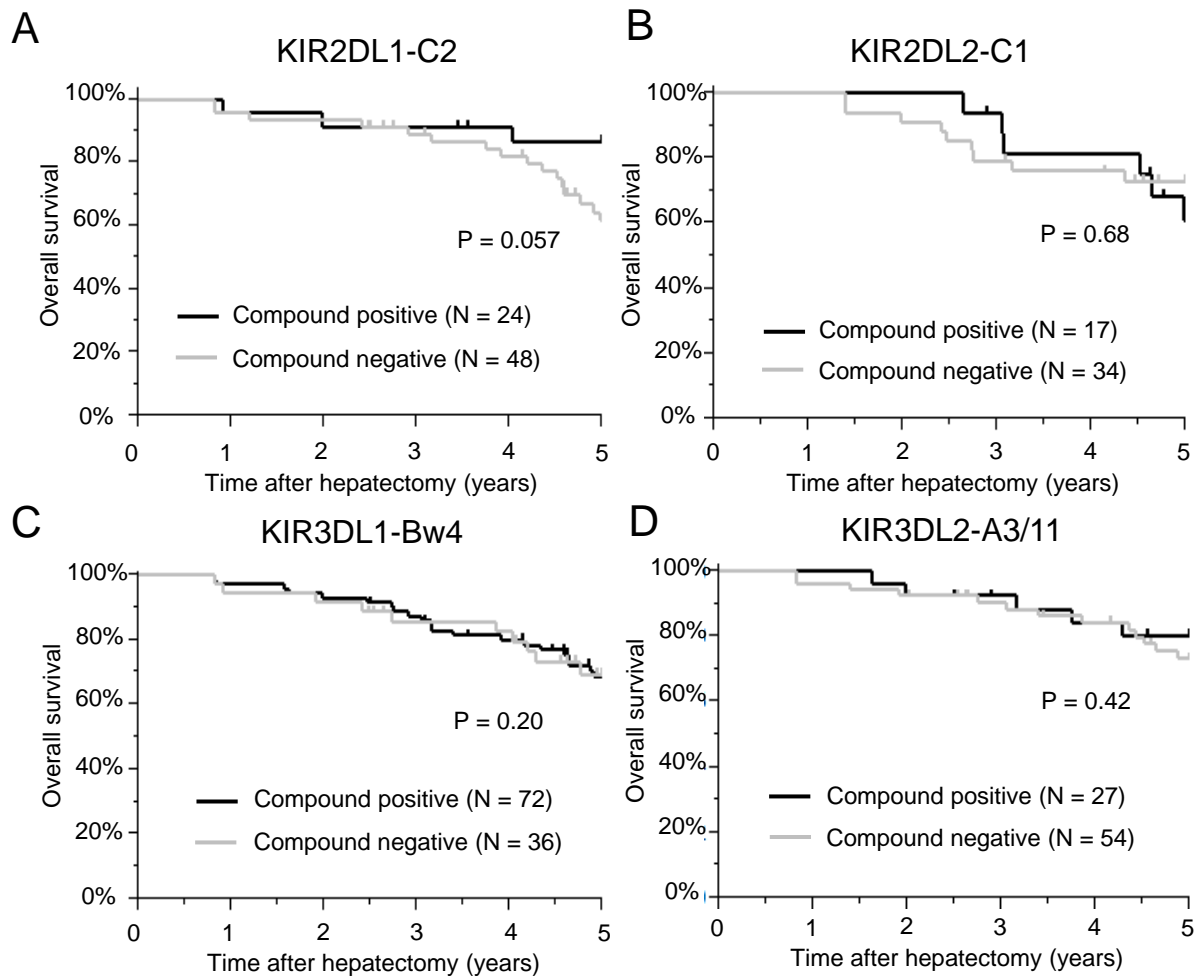 A
KIR2DL1-C2
100%
80%
60%
40%
20%
0%
Overall survival
P = 0.057
Compound positive (N = 24)
Compound negative (N = 48)
0 1 2 3 4 5
Time after hepatectomy (years)
B
KIR2DL2-C1
100%
80%
60%
40%
20%
0%
Overall survival
P = 0.68
Compound positive (N = 17)
Compound negative (N = 34)
0 1 2 3 4 5
Time after hepatectomy (years)
C
KIR3DL1-Bw4
100%
80%
60%
40%
20%
0%
Overall survival
P = 0.20
Compound positive (N = 72)
Compound negative (N = 36)
0 1 2 3 4 5
Time after hepatectomy (years)
D
KIR3DL2-A3/11
100%
80%
60%
40%
20%
0%
Overall survival
P = 0.42
Compound positive (N = 27)
Compound negative (N = 54)
0 1 2 3 4 5
Time after hepatectomy (years)